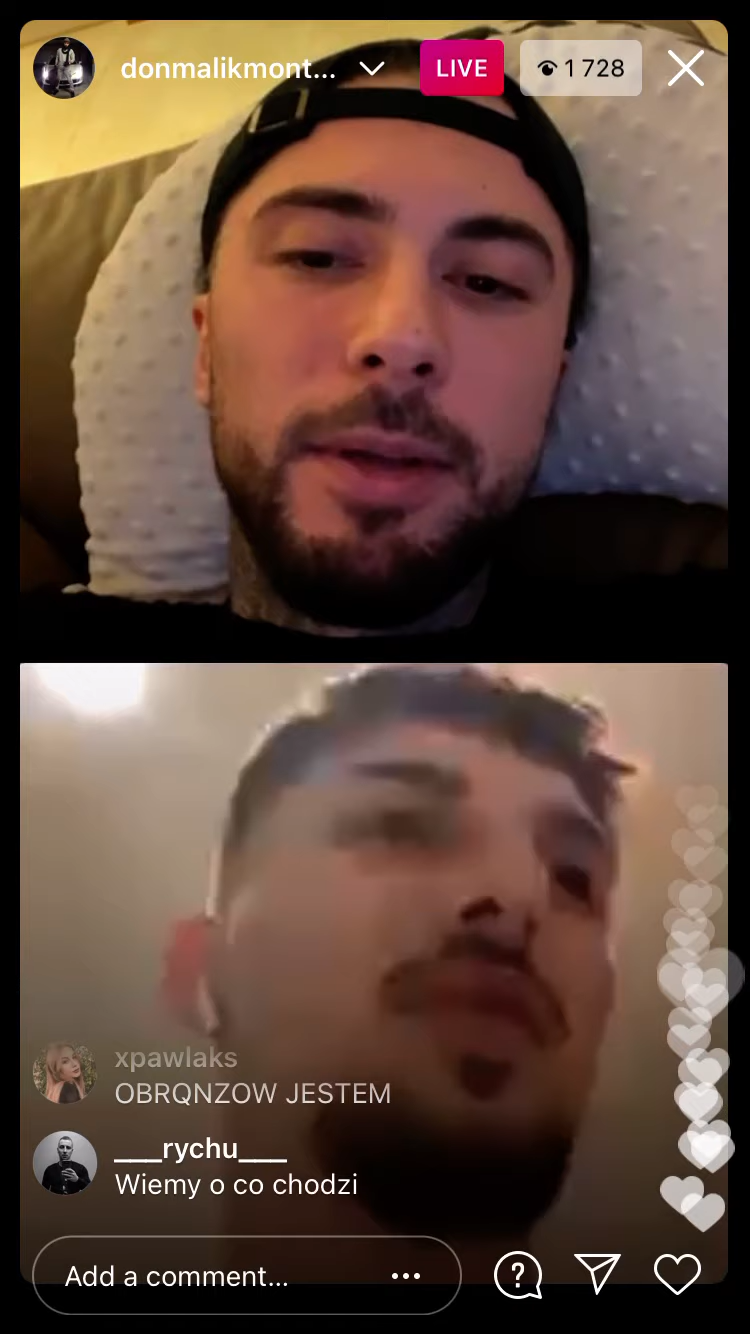 donmalikmont...
LIVE
1 728
xpawlaks
OBRQNZOW JESTEM
___rychu___
Wiemy o co chodzi
Add a comment...